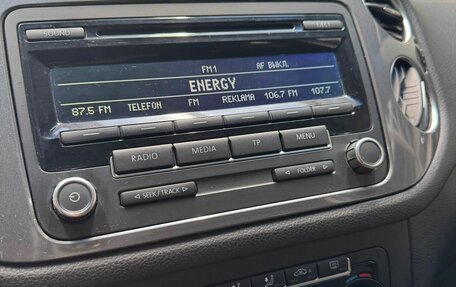 SOUND
FM1 AF ВЫКЛ.
ENERGY
87.5 FM TELEFON FM REKLAMA 106.7 FM 107.7
RADIO MEDIA TP MENU
◁ SEEK/TRACK ▷ ◁ FOLDER ▷